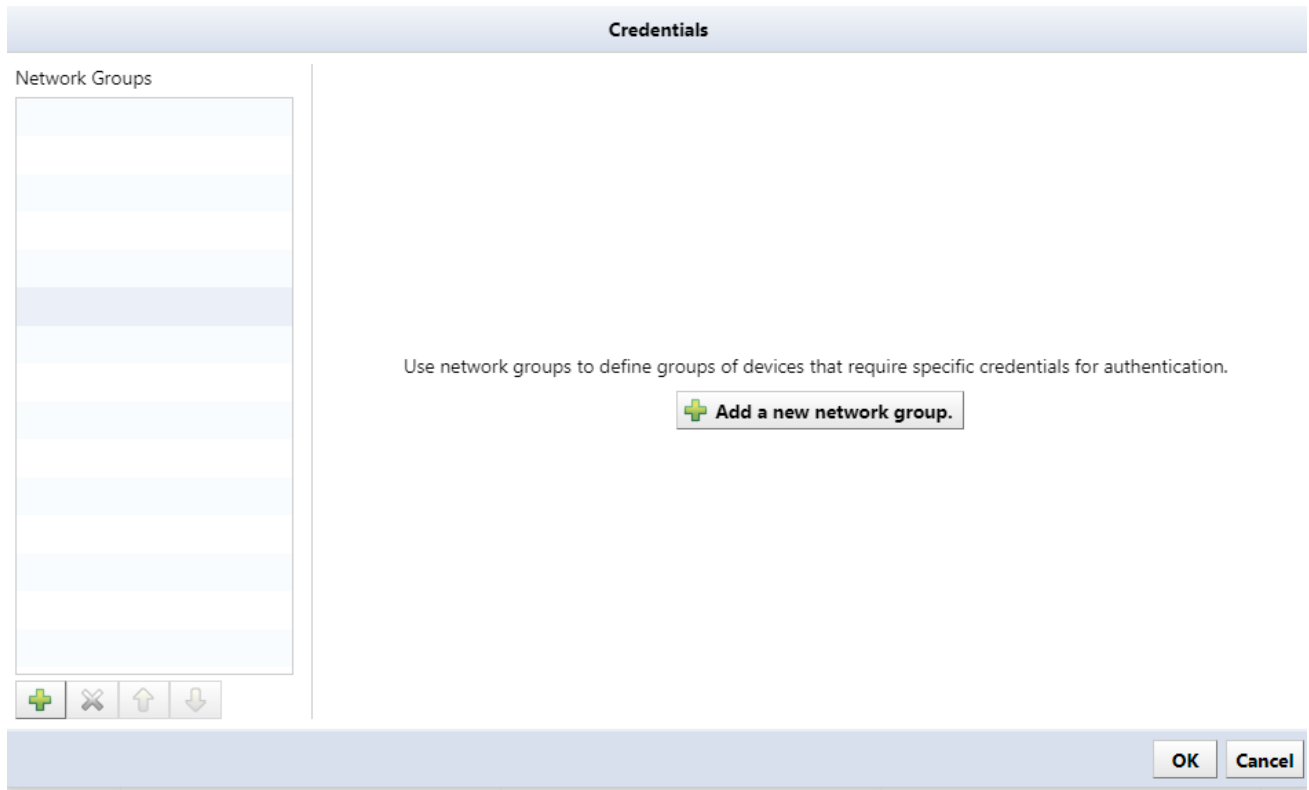 Credentials
Network Groups
Use network groups to define groups of devices that require specific credentials for authentication.
Add a new network group.
OK
Cancel